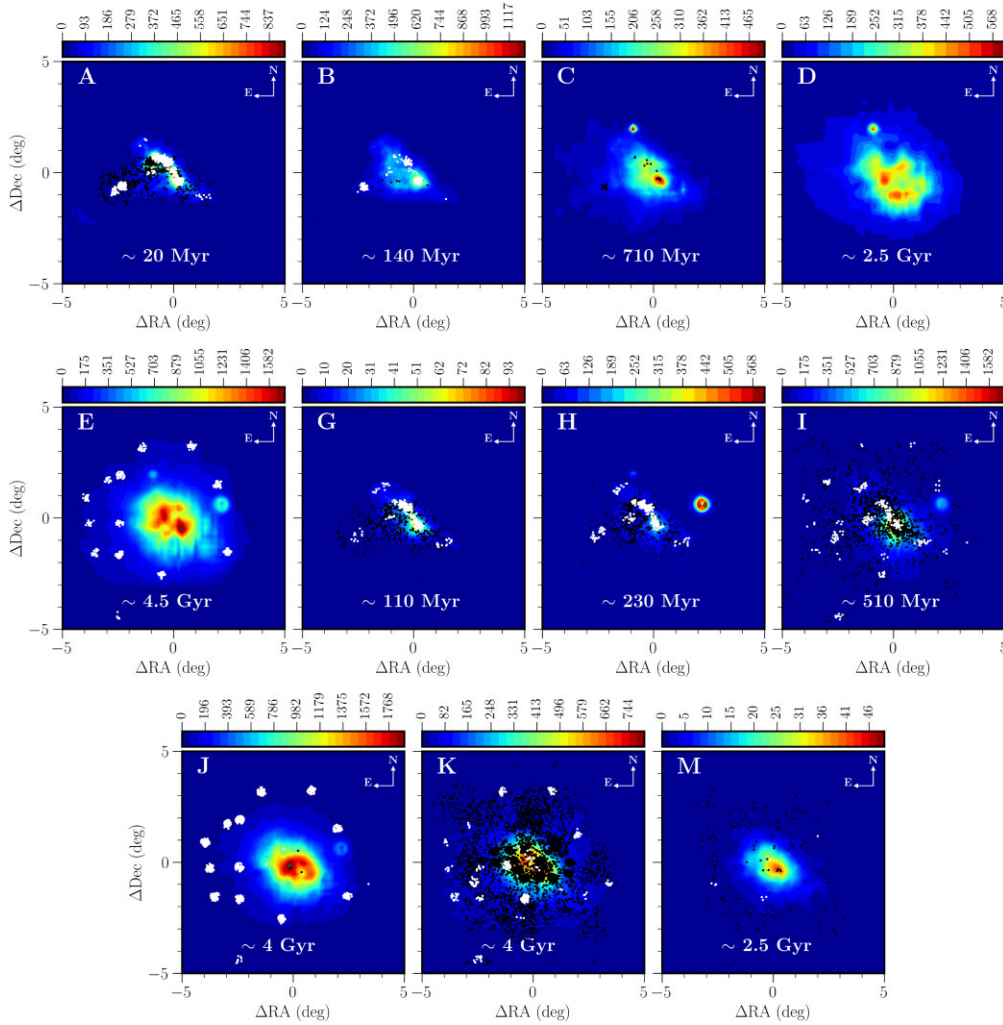 0 93 186 279 372 465 558 651 744 837
0 124 248 372 496 620 744 868 993 1117
0 51 103 155 206 258 310 362 413 465
0 63 126 189 252 315 378 442 505 568
5 A N E B N E C N E D N E
ΔDec (deg)
0
∼ 20 Myr ∼ 140 Myr ∼ 710 Myr ∼ 2.5 Gyr
−5
−5 0 5 −5 0 5 −5 0 5 −5 0 5
ΔRA (deg) ΔRA (deg) ΔRA (deg) ΔRA (deg)
0 175 351 527 703 879 1055 1231 1406 1582
0 10 20 31 41 51 62 72 82 93
0 63 126 189 252 315 378 442 505 568
0 175 351 527 703 879 1055 1231 1406 1582
5 E N E G N E H N E I N E
ΔDec (deg)
0
∼ 4.5 Gyr ∼ 110 Myr ∼ 230 Myr ∼ 510 Myr
−5
−5 0 5 −5 0 5 −5 0 5 −5 0 5
ΔRA (deg) ΔRA (deg) ΔRA (deg) ΔRA (deg)
0 196 393 589 786 982 1179 1375 1572 1768
0 82 165 248 331 413 496 579 662 744
0 5 10 15 20 25 31 36 41 46
5 J N E K N E M N E
ΔDec (deg)
0
∼ 4 Gyr ∼ 4 Gyr ∼ 2.5 Gyr
−5
−5 0 5 −5 0 5 −5 0 5
ΔRA (deg) ΔRA (deg) ΔRA (deg)